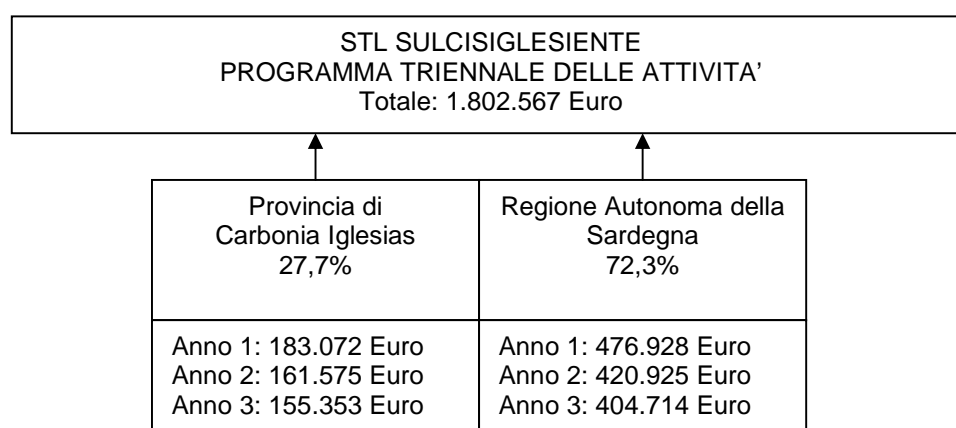 STL SULCISIGLESIENTE
PROGRAMMA TRIENNALE DELLE ATTIVITA’
Totale: 1.802.567 Euro
Provincia di
Carbonia Iglesias
27,7%
Regione Autonoma della
Sardegna
72,3%
Anno 1: 183.072 Euro
Anno 2: 161.575 Euro
Anno 3: 155.353 Euro
Anno 1: 476.928 Euro
Anno 2: 420.925 Euro
Anno 3: 404.714 Euro